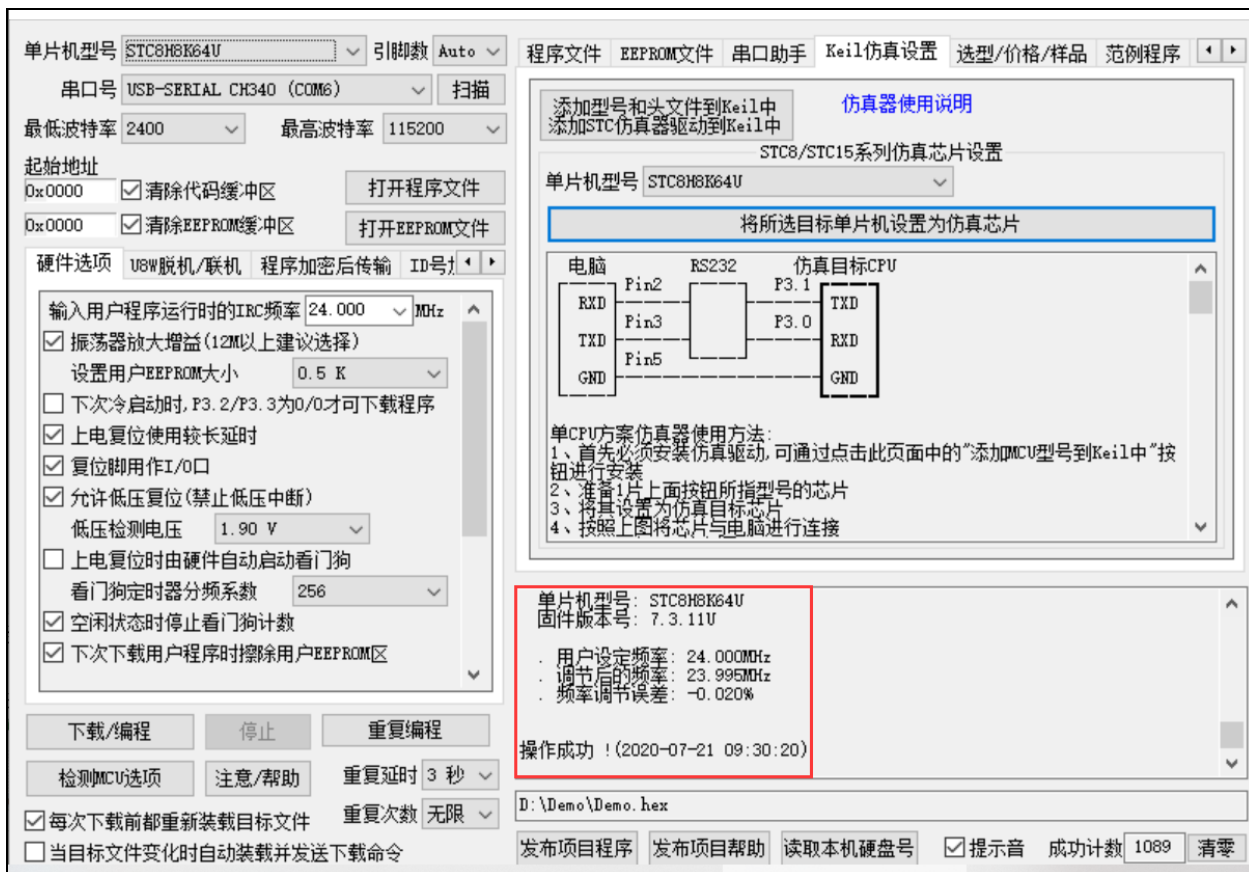 单片机型号 STC8H8K64U 引脚数 Auto
串口号 USB-SERIAL CH340 (COM6) 扫描
最低波特率 2400 最高波特率 115200
起始地址
0x0000 清除代码缓冲区 打开程序文件
0x0000 清除EEPROM缓冲区 打开EEPROM文件
硬件选项 U8W脱机/联机 程序加密后传输
输入用户程序运行时的IRC频率 24.000 MHz
振荡器放大增益(12M以上建议选择)
设置用户EEPROM大小 0.5 K
下次冷启动时,P3.2/P3.3为0/0才可下载程序
上电复位使用较长延时
复位脚用作I/O口
允许低压复位(禁止低压中断)
低压检测电压 1.90 V
上电复位时由硬件自动启动看门狗
看门狗定时器分频系数 256
空闲状态时停止看门狗计数
下次下载用户程序时擦除用户EEPROM区
下载/编程 停止 重复编程
检测MCU选项 注意/帮助 重复延时 3 秒
每次下载前都重新装载目标文件 重复次数 无限
当目标文件变化时自动装载并发送下载命令
程序文件 EEPROM文件 串口助手 Keil仿真设置 选型/价格/样品 范例程序
添加型号和头文件到Keil中
添加STC仿真器驱动到Keil中
仿真器使用说明
STC8/STC15系列仿真芯片设置
单片机型号 STC8H8K64U
将所选目标单片机设置为仿真芯片
电脑 RS232 仿真目标CPU
Pin2 P3.1
RXD TXD
Pin3 P3.0
TXD RXD
Pin5
GND GND
单CPU方案仿真器使用方法:
1、首先必须安装仿真驱动,可通过点击此页面中的"添加MCU型号到Keil中"按
钮进行安装
2、准备1片上面按钮所指型号的芯片
3、将其设置为仿真目标芯片
4、按照上图将芯片与电脑进行连接
单片机型号: STC8H8K64U
固件版本号: 7.3.11U
. 用户设定频率: 24.000MHz
. 调节后的频率: 23.995MHz
. 频率调节误差: -0.020%
操作成功 !(2020-07-21 09:30:20)
D:\Demo\Demo.hex
发布项目程序 发布项目帮助 读取本机硬盘号 提示音 成功计数 1089 清零